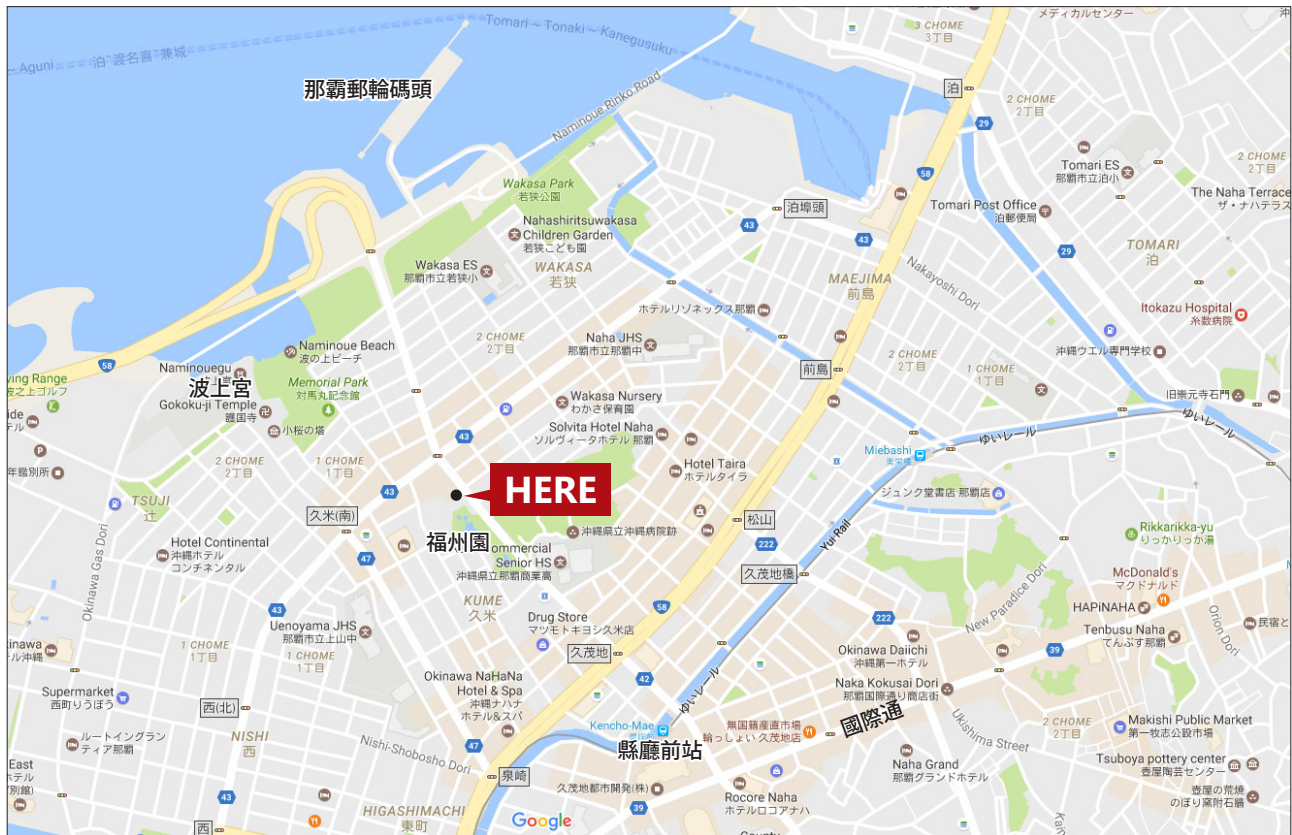 Tomari ~ Tonaki ~ Kanegusuku
~ Aguni
泊 渡名喜 兼城
那霸郵輪碼頭
Naminoue Rinko Road
3 CHOME
3丁目
メディカルセンター
沖
泊
29
2 CHOME
2丁目
58
Tomari ES
那覇市立泊小
2 CHOME
2丁目
The Naha Terrace
ザ・ナハテラス
Tomari Post Office
泊郵便局
Wakasa Park
若狭公園
泊埠頭
43
43
29
TOMARI
泊
Nahashiritsuwakasa
Children Garden
若狭こども園
Wakasa ES
那覇市立若狭小
WAKASA
若狭
MAEJIMA
前島
Nakayoshi Dori
Itokazu Hospital
糸数病院
ホテルリゾネックス那覇
2 CHOME
2丁目
Naha JHS
那覇市立那覇中
Naminoue Beach
波の上ビーチ
58
Naminouegu
波上宮
Memorial Park
対馬丸記念館
Gokoku-ji Temple
護国寺
小桜の塔
ving Range
波之上ゴルフ
前島
2 CHOME
2丁目
沖縄ウエル専門学校
1 CHOME
1丁目
旧崇元寺石門
Wakasa Nursery
わかさ保育園
Solvita Hotel Naha
ソルヴィータホテル 那覇
43
ゆいレール
ゆいレール
Miebashi
美栄橋
2 CHOME
2丁目
1 CHOME
1丁目
年鑑別所
Hotel Taira
ホテルタイラ
HERE
43
ジュンク堂書店 那覇店
TSUJI
辻
久米(南)
松山
Yui Rail
沖縄県立沖縄病院跡
福州園
ommercial
Senior HS
沖縄県立那覇商業高
222
Rikkarikka-yu
りっかりっか湯
Hotel Continental
沖縄ホテル
コンチネンタル
47
久茂地橋
McDonald's
マクドナルド
Okinawa Gas Dori
KUME
久米
43
58
New Paradice Dori
HAPiNAHA
222
Drug Store
マツモトキヨシ久米店
Uenoyama JHS
那覇市立上山中
Tenbusu Naha
てんぶす那覇
Orion Dori
民宿と
inawa
ル沖縄
1 CHOME
1丁目
1 CHOME
1丁目
久茂地
Okinawa Daiichi
沖縄第一ホテル
39
42
Okinawa NaHaNa
Hotel & Spa
沖縄ナハナ
ホテル&スパ
Naka Kokusai Dori
那覇国際通り商店街
Supermarket
西町りうぼう
西(北)
ゆいレール
國際通
Kencho-Mae
無国籍産直市場
輪っしょい 久茂地店
縣廳前站
Ukishima Street
2 CHOME
2丁目
Makishi Public Market
第一牧志公設市場
ルートイングラン
ティア那覇
NISHI
西
Nishi-Shobosho Dori
47
泉崎
Naha Grand
那覇グランドホテル
Tsuboya pottery center
壺屋陶芸センター
East
ホテル
(別館)
43
久茂地都市開発(株)
Rocore Naha
ホテルロコアナハ
壺屋の荒焼
のぼり窯附石牆
HIGASHIMACHI
東町
39
Google
西
County